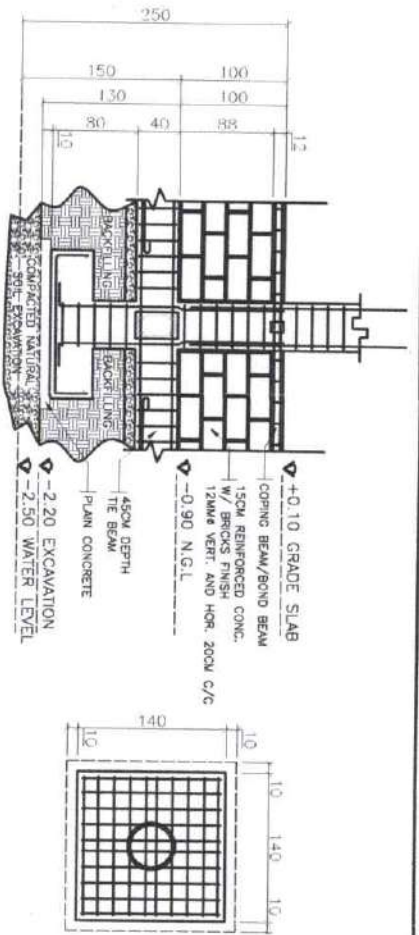 250
150
100
130
100
10
80
40
88
12
BACKFILLING
BACKFILLING
COMPACTED NATURAL
SOIL EXCAVATION
+0.10 GRADE SLAB
COPING BEAM/BOND BEAM
15CM REINFORCED CONC.
W/ BRICKS FINISH
12MMØ VERT. AND HOR. 20CM C/C
-0.90 N.G.L
45CM DEPTH
TIE BEAM
PLAIN CONCRETE
-2.20 EXCAVATION
-2.50 WATER LEVEL
10
140
10
10
140
10